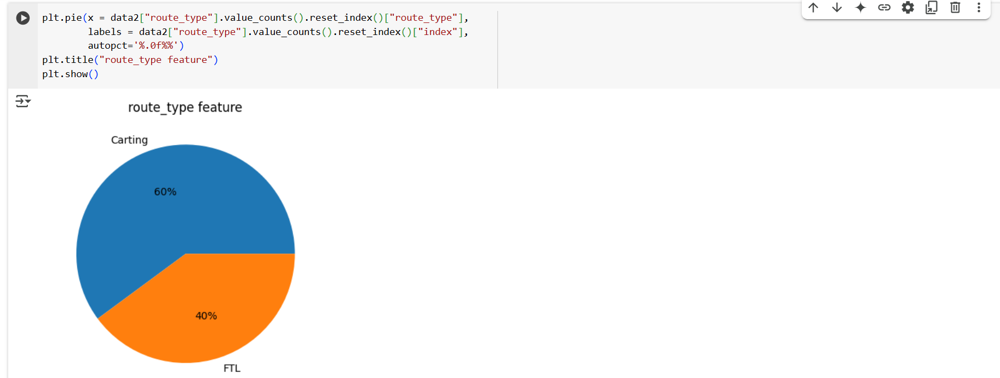 plt.pie(x = data2["route_type"].value_counts().reset_index()["route_type"],
        labels = data2["route_type"].value_counts().reset_index()["index"],
        autopct='%.0f%%')
plt.title("route_type feature")
plt.show()
route_type feature
Carting
60%
40%
FTL